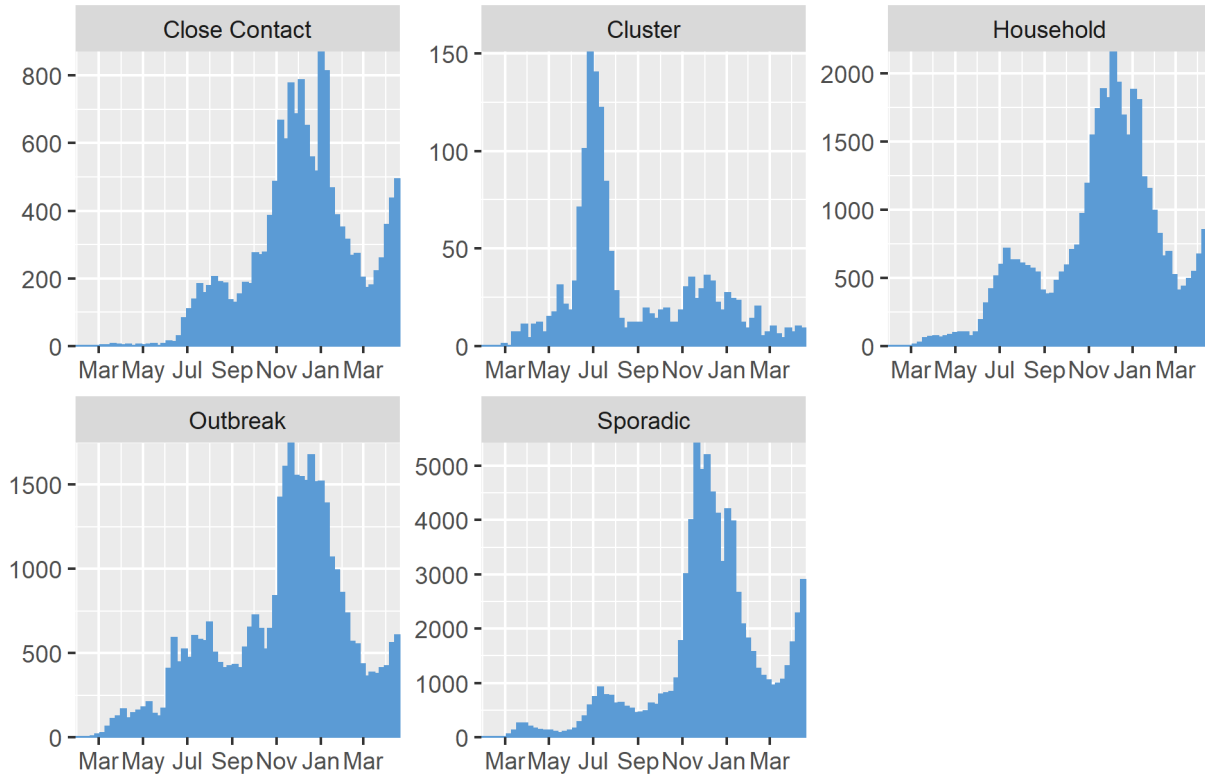 Close Contact
800
600
400
200
0
Mar May Jul Sep Nov Jan Mar
Cluster
150
100
50
0
Mar May Jul Sep Nov Jan Mar
Household
2000
1500
1000
500
0
Mar May Jul Sep Nov Jan Mar
Outbreak
1500
1000
500
0
Mar May Jul Sep Nov Jan Mar
Sporadic
5000
4000
3000
2000
1000
0
Mar May Jul Sep Nov Jan Mar